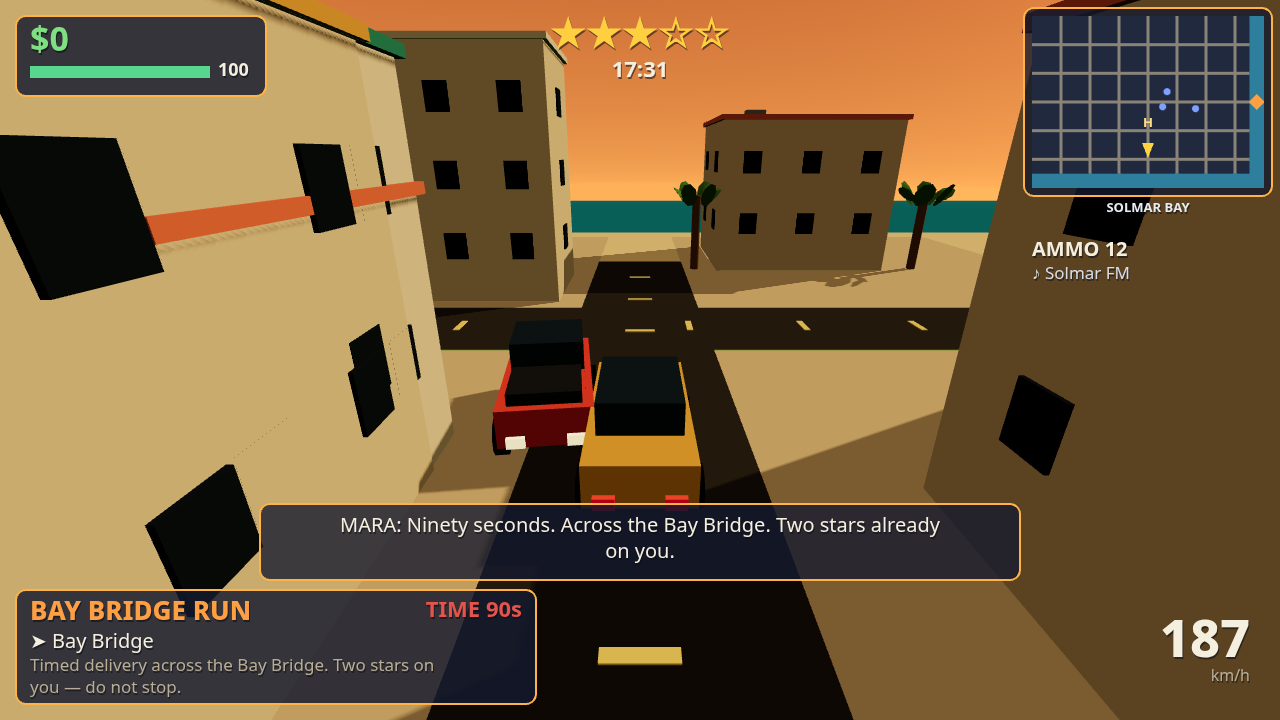 $0
100
★★★☆☆
17:31
H
SOLMAR BAY
AMMO 12
♪ Solmar FM
MARA: Ninety seconds. Across the Bay Bridge. Two stars already
on you.
BAY BRIDGE RUN
TIME 90s
➤ Bay Bridge
Timed delivery across the Bay Bridge. Two stars on
you — do not stop.
187
km/h